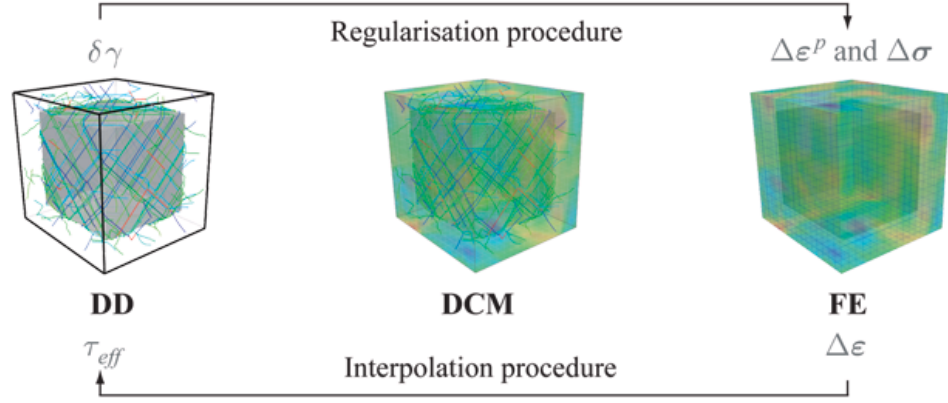 Regularisation procedure
δγ
Δε^p and Δσ
DD
DCM
FE
τ_eff
Δε
Interpolation procedure